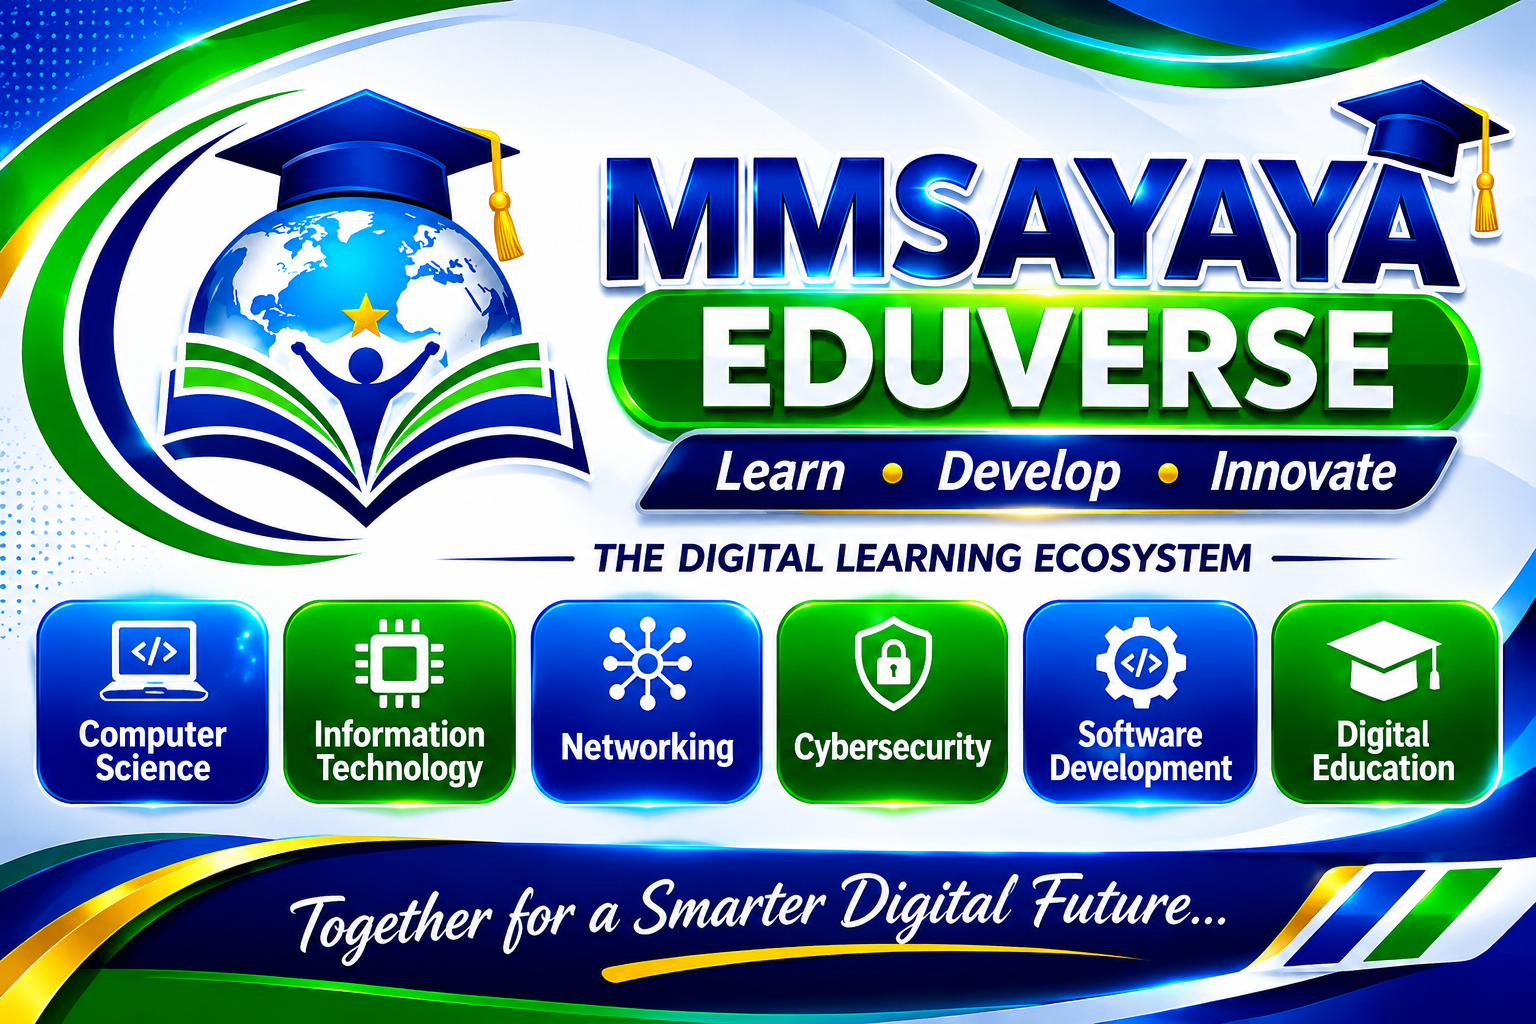 MMSAYAYA
EDUVERSE
Learn • Develop • Innovate
THE DIGITAL LEARNING ECOSYSTEM
</>
Computer
Science
Information
Technology
Networking
Cybersecurity
</>
Software
Development
Digital
Education
Together for a Smarter Digital Future...